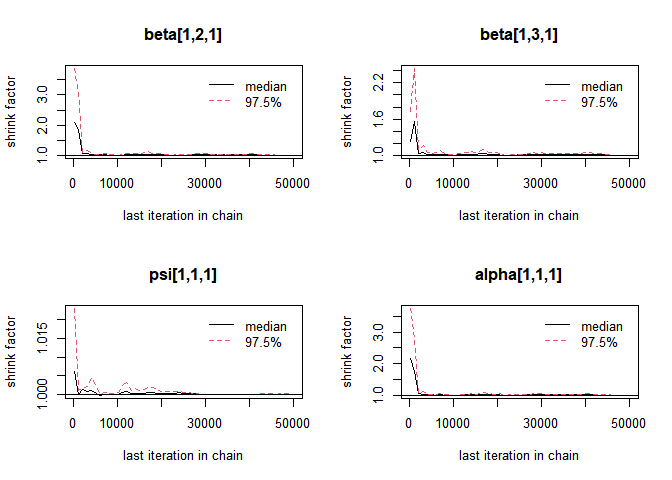 beta[1,2,1]
shrink factor
1.0 2.0 3.0
median
97.5%
0 10000 30000 50000
last iteration in chain
beta[1,3,1]
shrink factor
1.0 1.6 2.2
median
97.5%
0 10000 30000 50000
last iteration in chain
psi[1,1,1]
shrink factor
1.000 1.015
median
97.5%
0 10000 30000 50000
last iteration in chain
alpha[1,1,1]
shrink factor
1.0 2.0 3.0
median
97.5%
0 10000 30000 50000
last iteration in chain